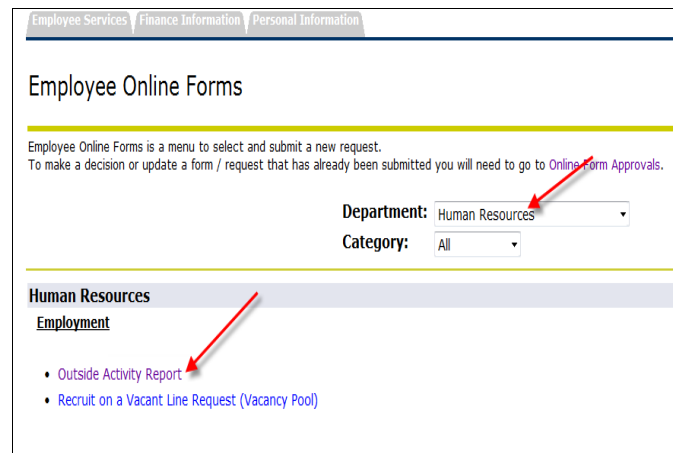 Employee Services Finance Information Personal Information
Employee Online Forms
Employee Online Forms is a menu to select and submit a new request.
To make a decision or update a form / request that has already been submitted you will need to go to Online Form Approvals.
Department: Human Resources
Category: All
Human Resources
Employment
• Outside Activity Report
• Recruit on a Vacant Line Request (Vacancy Pool)